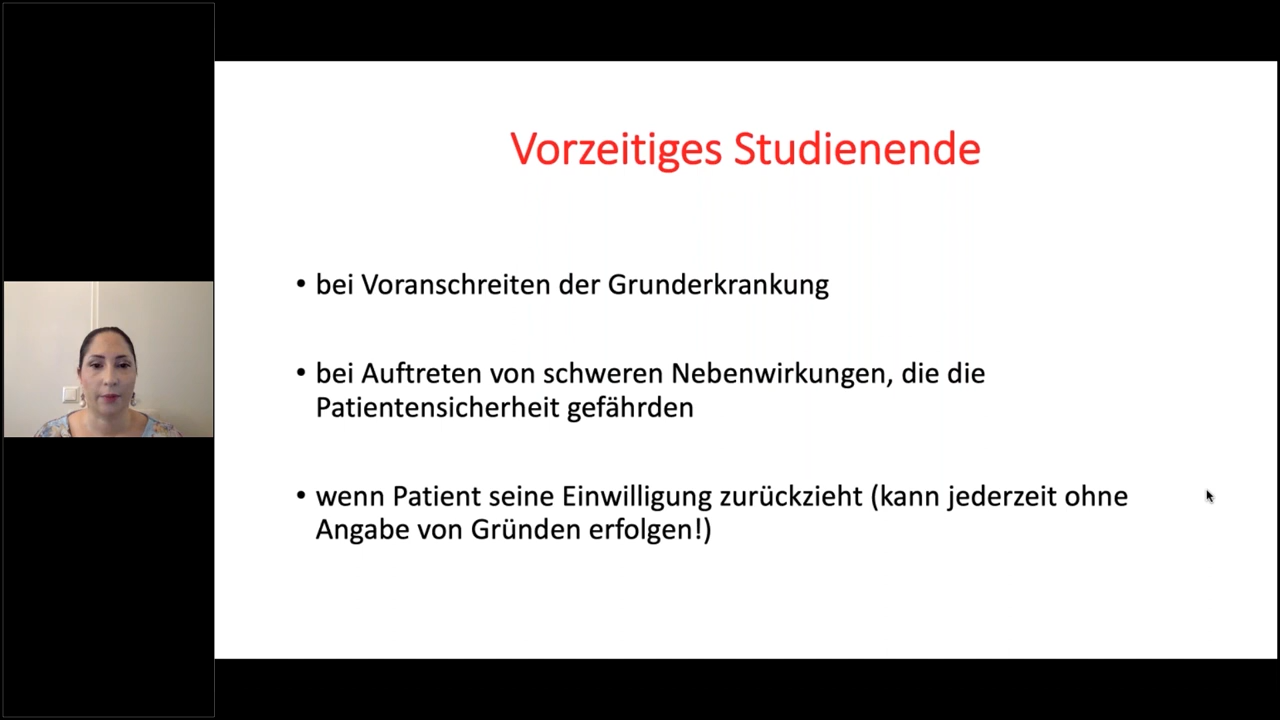 Vorzeitiges Studienende
• bei Voranschreiten der Grunderkrankung
• bei Auftreten von schweren Nebenwirkungen, die die
Patientensicherheit gefährden
• wenn Patient seine Einwilligung zurückzieht (kann jederzeit ohne
Angabe von Gründen erfolgen!)